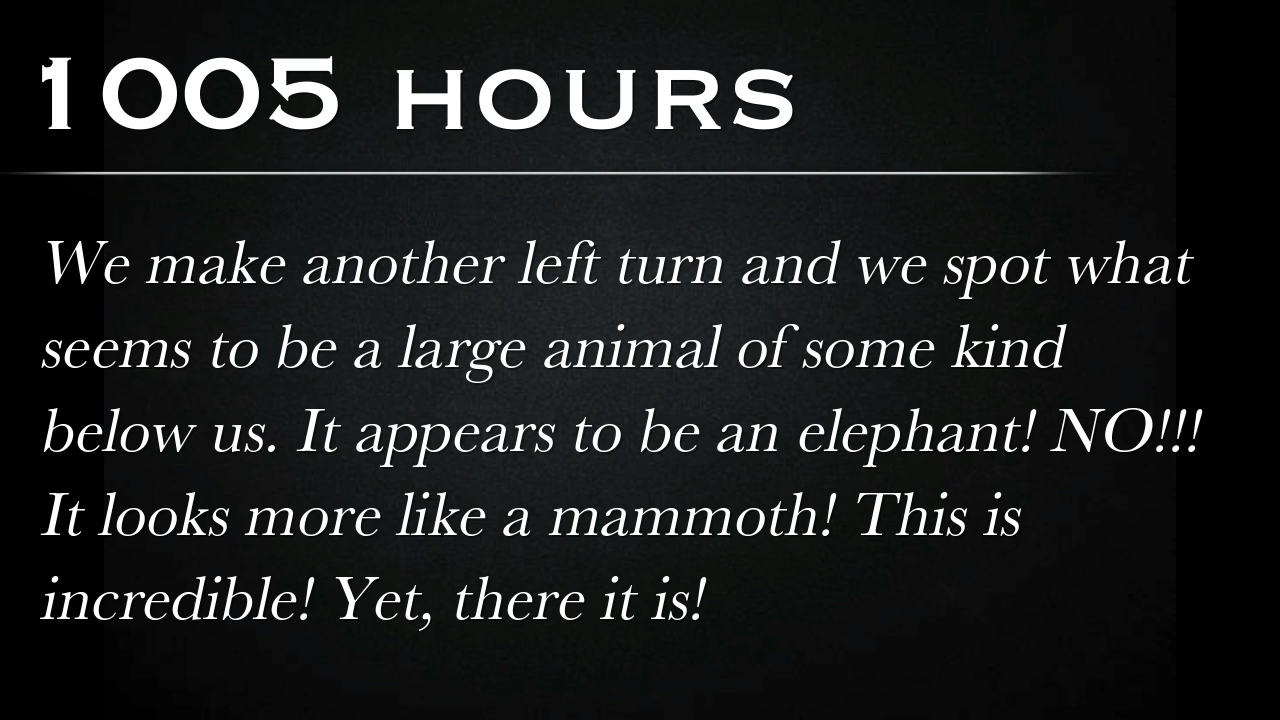 1005 HOURS
We make another left turn and we spot what
seems to be a large animal of some kind
below us. It appears to be an elephant! NO!!!
It looks more like a mammoth! This is
incredible! Yet, there it is!